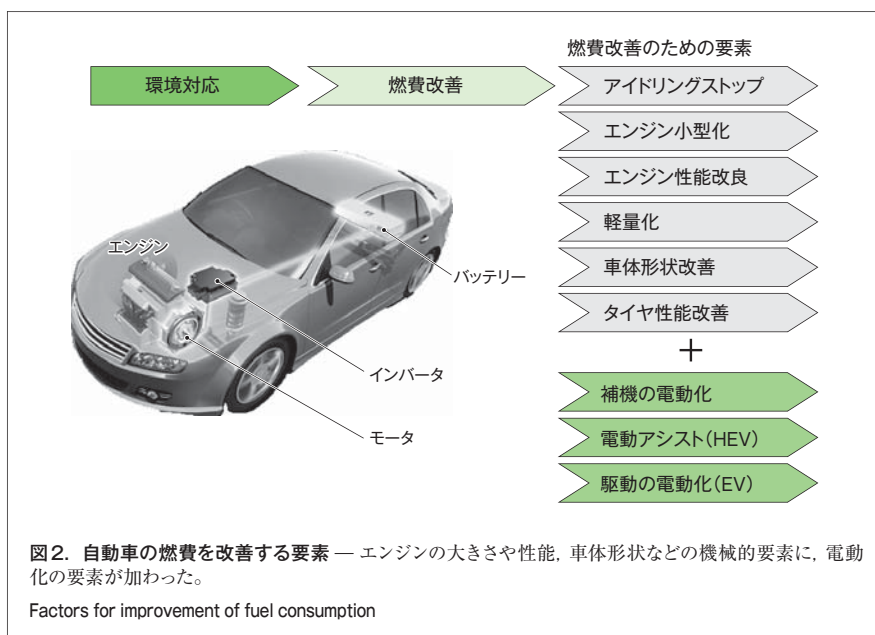 燃費改善のための要素
環境対応
燃費改善
アイドリングストップ
エンジン小型化
エンジン性能改良
軽量化
車体形状改善
タイヤ性能改善
+
補機の電動化
電動アシスト(HEV)
駆動の電動化(EV)
エンジン
バッテリー
インバータ
モータ
図2. 自動車の燃費を改善する要素 — エンジンの大きさや性能, 車体形状などの機械的要素に, 電動
化の要素が加わった。
Factors for improvement of fuel consumption